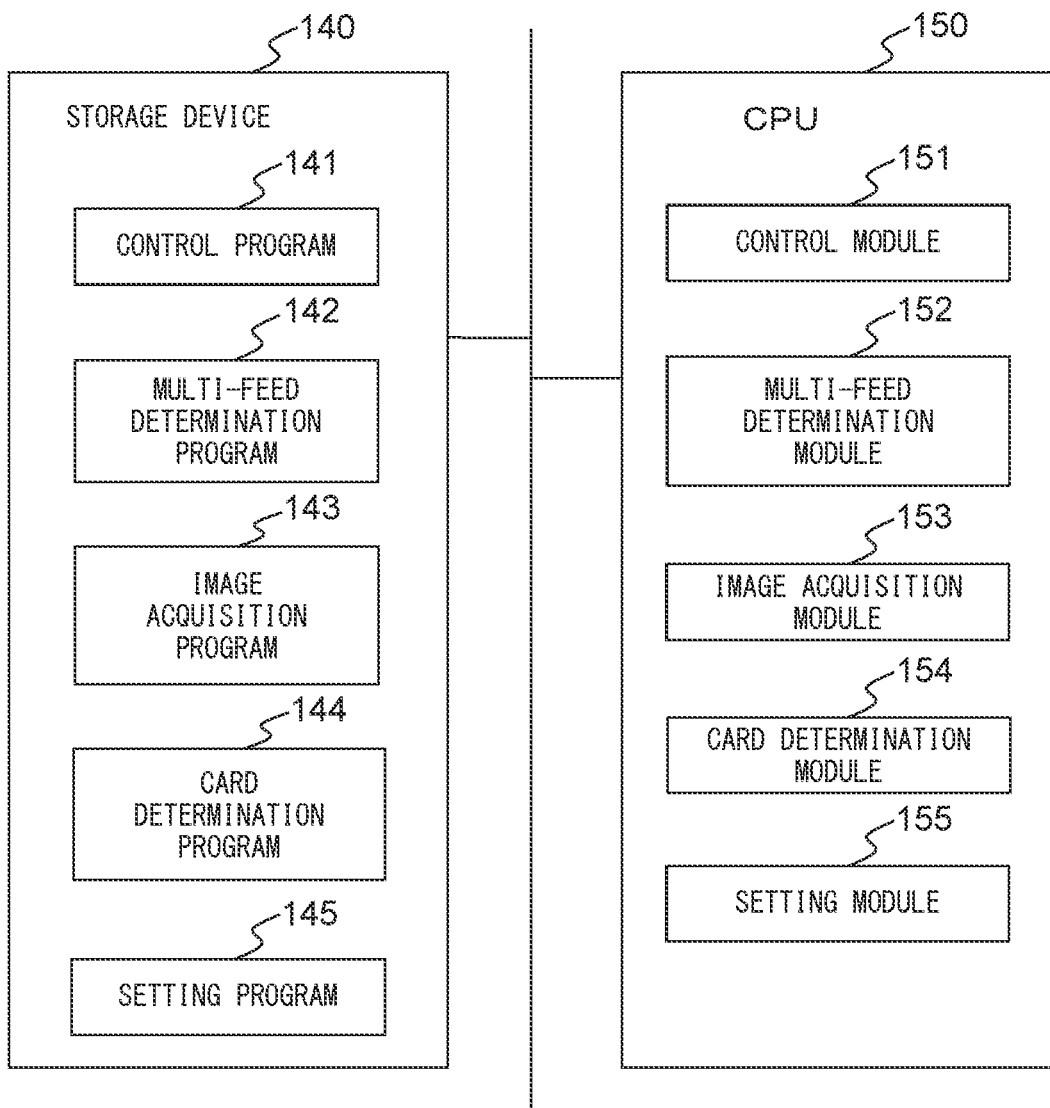 140
STORAGE DEVICE
141
CONTROL PROGRAM
142
MULTI-FEED
DETERMINATION
PROGRAM
143
IMAGE
ACQUISITION
PROGRAM
144
CARD
DETERMINATION
PROGRAM
145
SETTING PROGRAM
150
CPU
151
CONTROL MODULE
152
MULTI-FEED
DETERMINATION
MODULE
153
IMAGE ACQUISITION
MODULE
154
CARD DETERMINATION
MODULE
155
SETTING MODULE